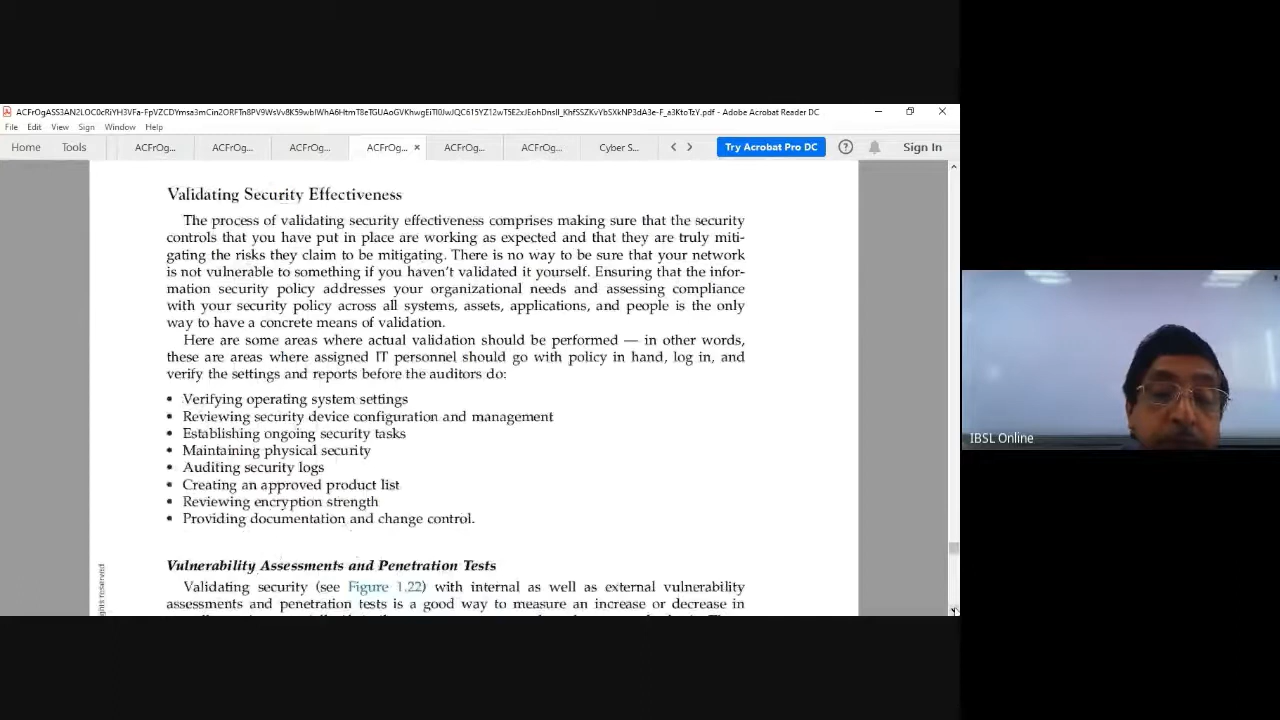 - Adobe Acrobat Reader DC
File Edit View Sign Window Help
Home Tools ACFrOg... ACFrOg... ACFrOg... ACFrOg... × ACFrOg... ACFrOg... Cyber S... Try Acrobat Pro DC Sign In
Validating Security Effectiveness
The process of validating security effectiveness comprises making sure that the security
controls that you have put in place are working as expected and that they are truly miti-
gating the risks they claim to be mitigating. There is no way to be sure that your network
is not vulnerable to something if you haven't validated it yourself. Ensuring that the infor-
mation security policy addresses your organizational needs and assessing compliance
with your security policy across all systems, assets, applications, and people is the only
way to have a concrete means of validation.
Here are some areas where actual validation should be performed — in other words,
these are areas where assigned IT personnel should go with policy in hand, log in, and
verify the settings and reports before the auditors do:
• Verifying operating system settings
• Reviewing security device configuration and management
• Establishing ongoing security tasks
• Maintaining physical security
• Auditing security logs
• Creating an approved product list
• Reviewing encryption strength
• Providing documentation and change control.
Vulnerability Assessments and Penetration Tests
Validating security (see Figure 1.22) with internal as well as external vulnerability
assessments and penetration tests is a good way to measure an increase or decrease in
IBSL Online